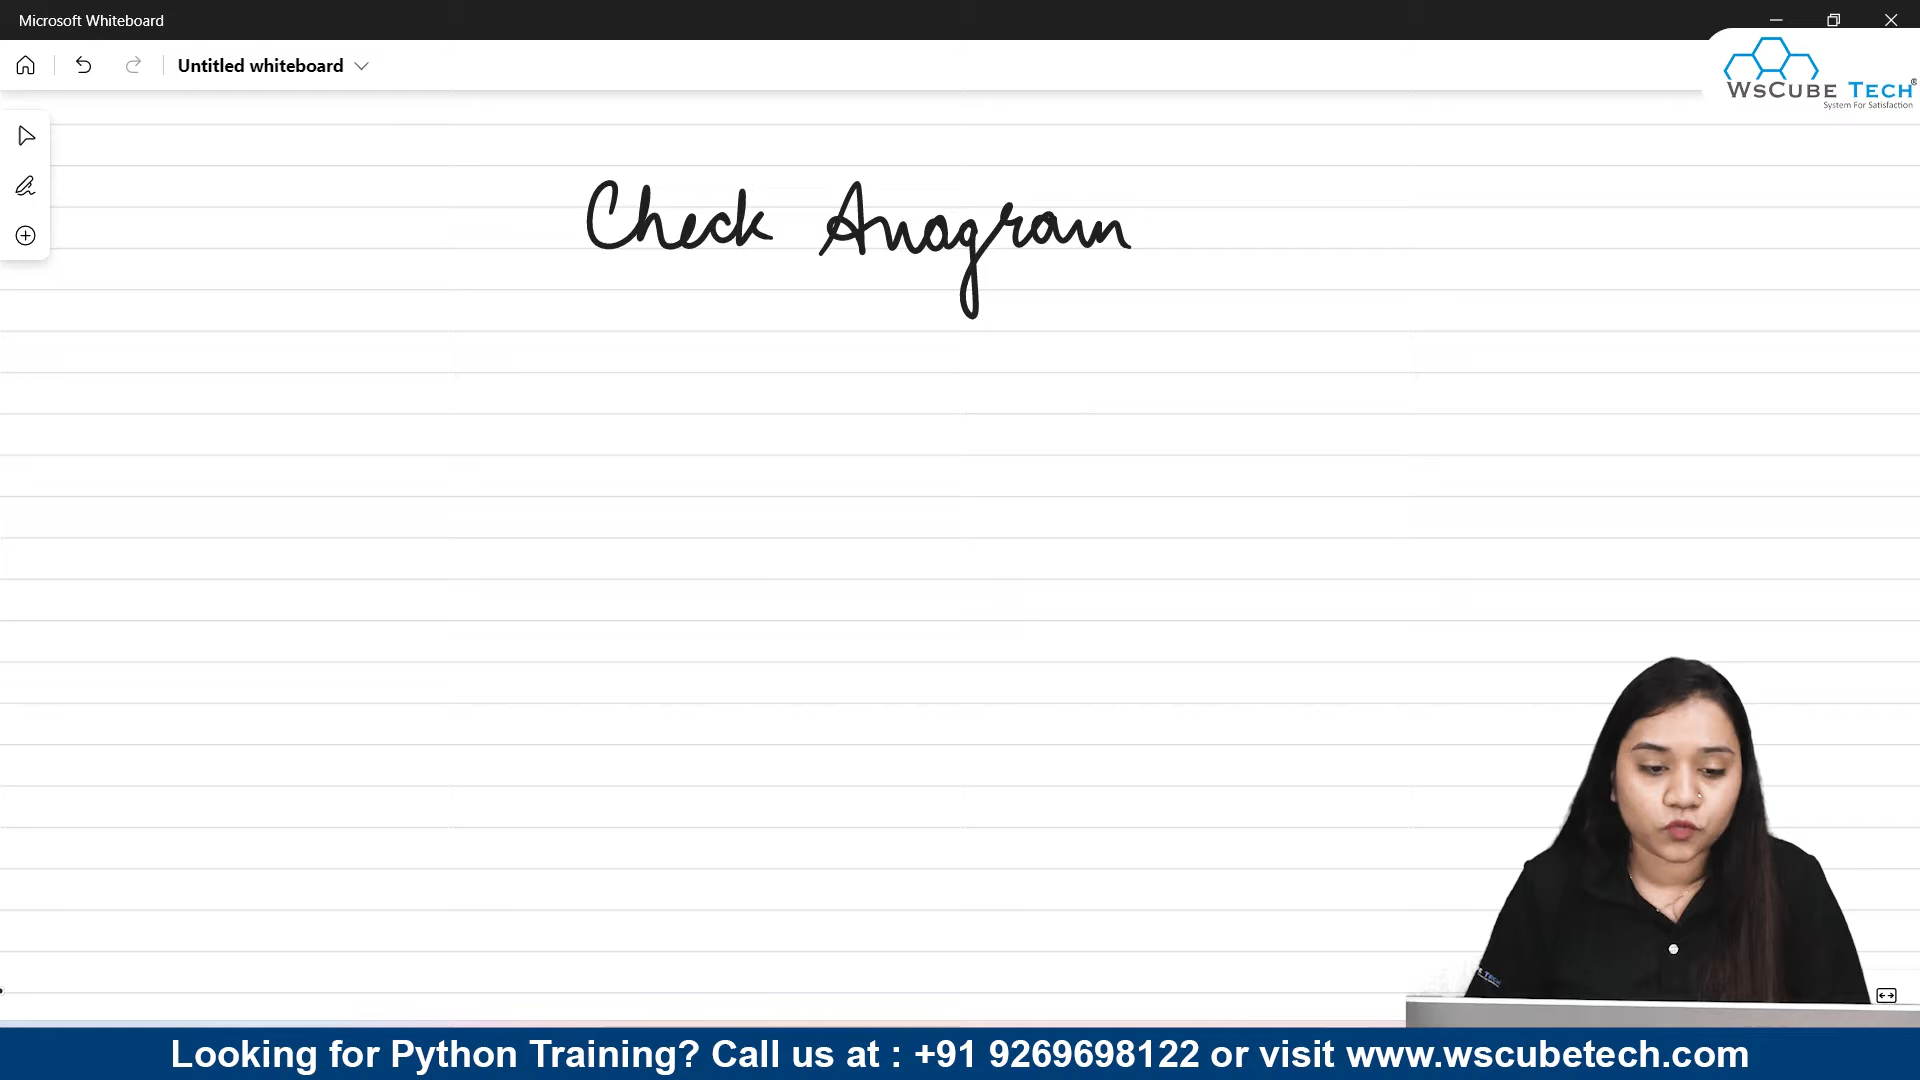 Microsoft Whiteboard
Untitled whiteboard
WsCube Tech®
System For Satisfaction
Check Anagram
Looking for Python Training? Call us at : +91 9269698122 or visit www.wscubetech.com